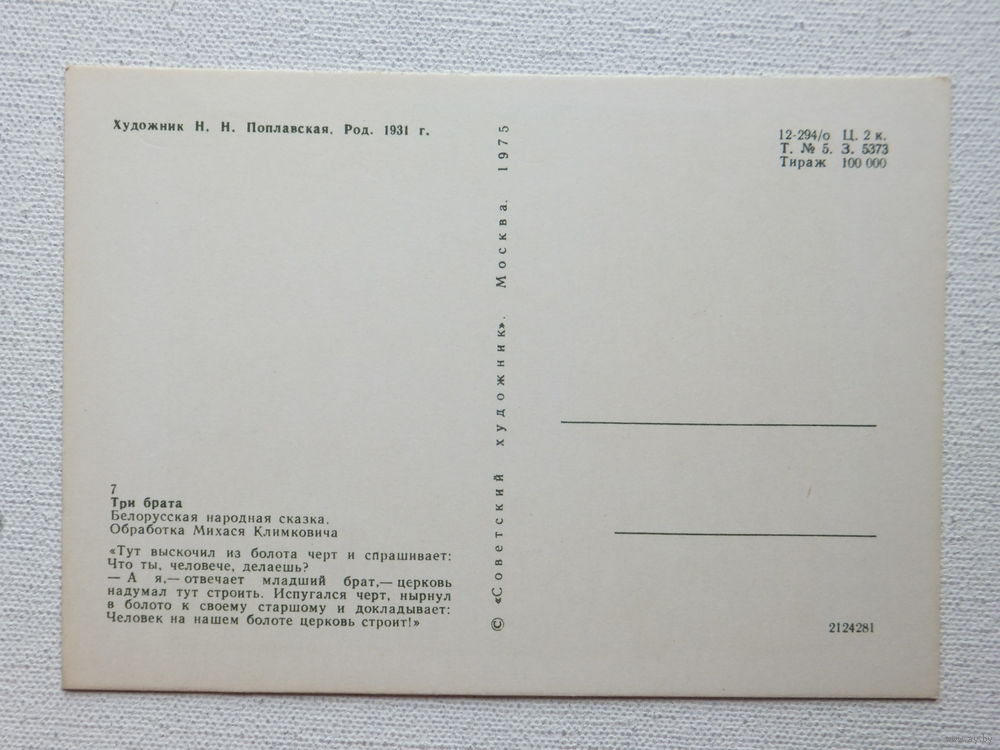 Художник Н. Н. Поплавская. Род. 1931 г.
12-294/о Ц. 2 к.
Т. № 5. З. 5373
Тираж 100 000
© «Советский художник». Москва. 1975
7
Три брата
Белорусская народная сказка.
Обработка Михася Климковича
«Тут выскочил из болота черт и спрашивает:
Что ты, человече, делаешь?
— А я,— отвечает младший брат,— церковь
надумал тут строить. Испугался черт, нырнул
в болото к своему старшому и докладывает:
Человек на нашем болоте церковь строит!»
2124281
www.ay.by